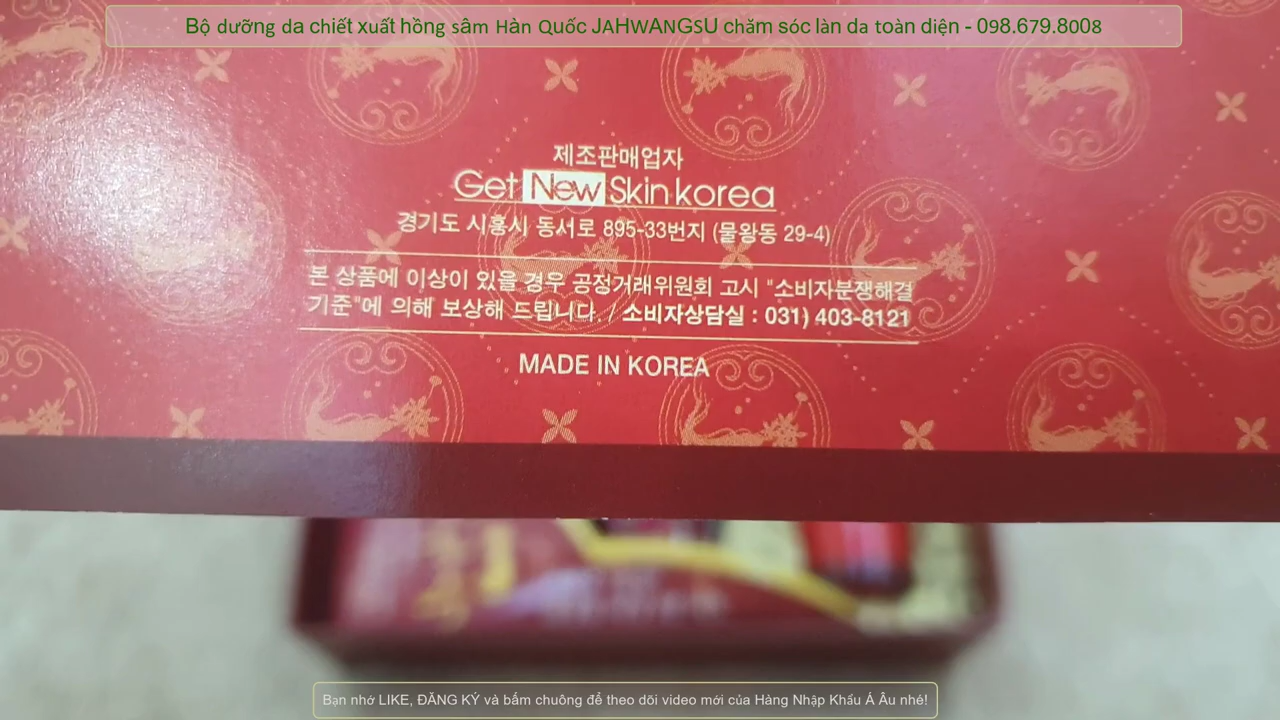 Bộ dưỡng da chiết xuất hồng sâm Hàn Quốc JAHWANGSU chăm sóc làn da toàn diện - 098.679.8008
제조판매업자
Get New Skin korea
경기도 시흥시 동서로 895-33번지 (물왕동 29-4)
본 상품에 이상이 있을 경우 공정거래위원회 고시 "소비자분쟁해결
기준"에 의해 보상해 드립니다. / 소비자상담실 : 031) 403-8121
MADE IN KOREA
Bạn nhớ LIKE, ĐĂNG KÝ và bấm chuông để theo dõi video mới của Hàng Nhập Khẩu Á Âu nhé!